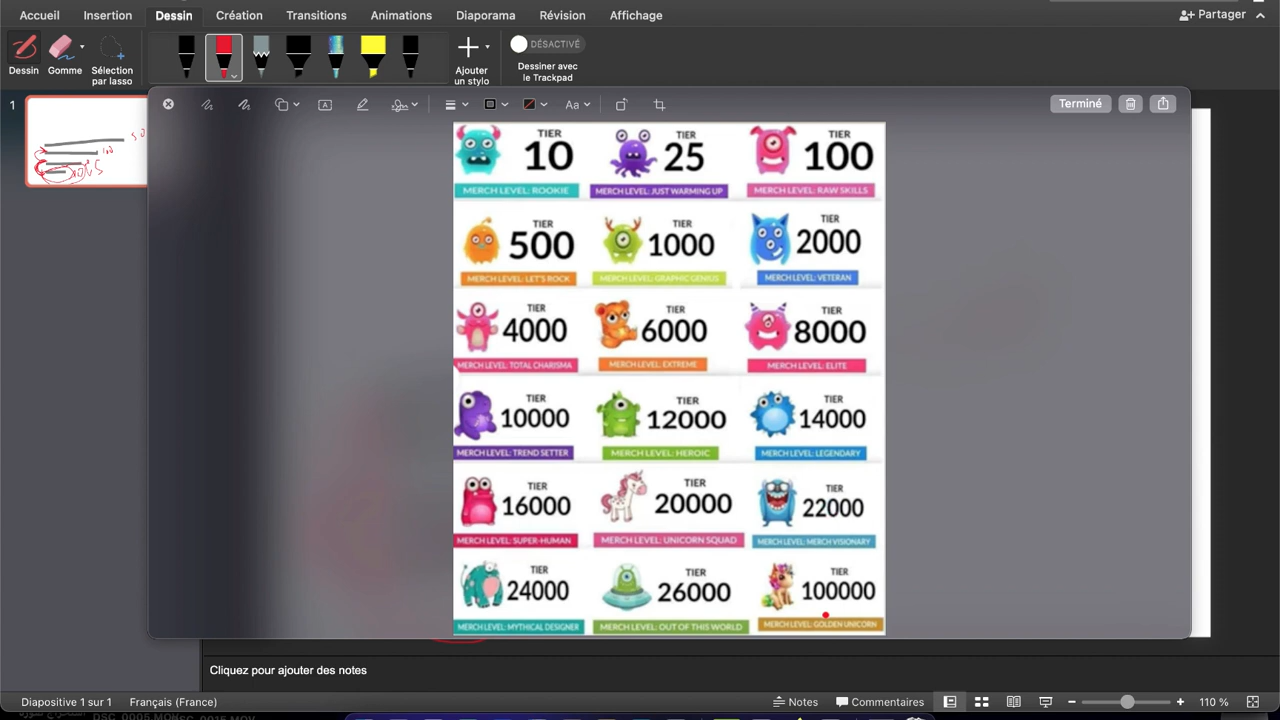 Accueil Insertion Dessin Création Transitions Animations Diaporama Révision Affichage Partager
DÉSACTIVÉ
Dessin Gomme Sélection par lasso Ajouter un stylo Dessiner avec le Trackpad
1
Aa Terminé
TIER TIER TIER
10 25 100
MERCH LEVEL: ROOKIE MERCH LEVEL: JUST WARMING UP MERCH LEVEL: RAW SKILLS
TIER TIER TIER
500 1000 2000
MERCH LEVEL: LET'S ROCK MERCH LEVEL: GRAPHIC GENIUS MERCH LEVEL: VETERAN
TIER TIER TIER
4000 6000 8000
MERCH LEVEL: TOTAL CHARISMA MERCH LEVEL: EXTREME MERCH LEVEL: ELITE
TIER TIER TIER
10000 12000 14000
MERCH LEVEL: TREND SETTER MERCH LEVEL: HEROIC MERCH LEVEL: LEGENDARY
TIER TIER TIER
16000 20000 22000
MERCH LEVEL: SUPER-HUMAN MERCH LEVEL: UNICORN SQUAD MERCH LEVEL: MERCH VISIONARY
TIER TIER TIER
24000 26000 100000
MERCH LEVEL: MYTHICAL DESIGNER MERCH LEVEL: OUT OF THIS WORLD MERCH LEVEL: GOLDEN UNICORN
Cliquez pour ajouter des notes
Diapositive 1 sur 1 Français (France) Notes Commentaires 110 %